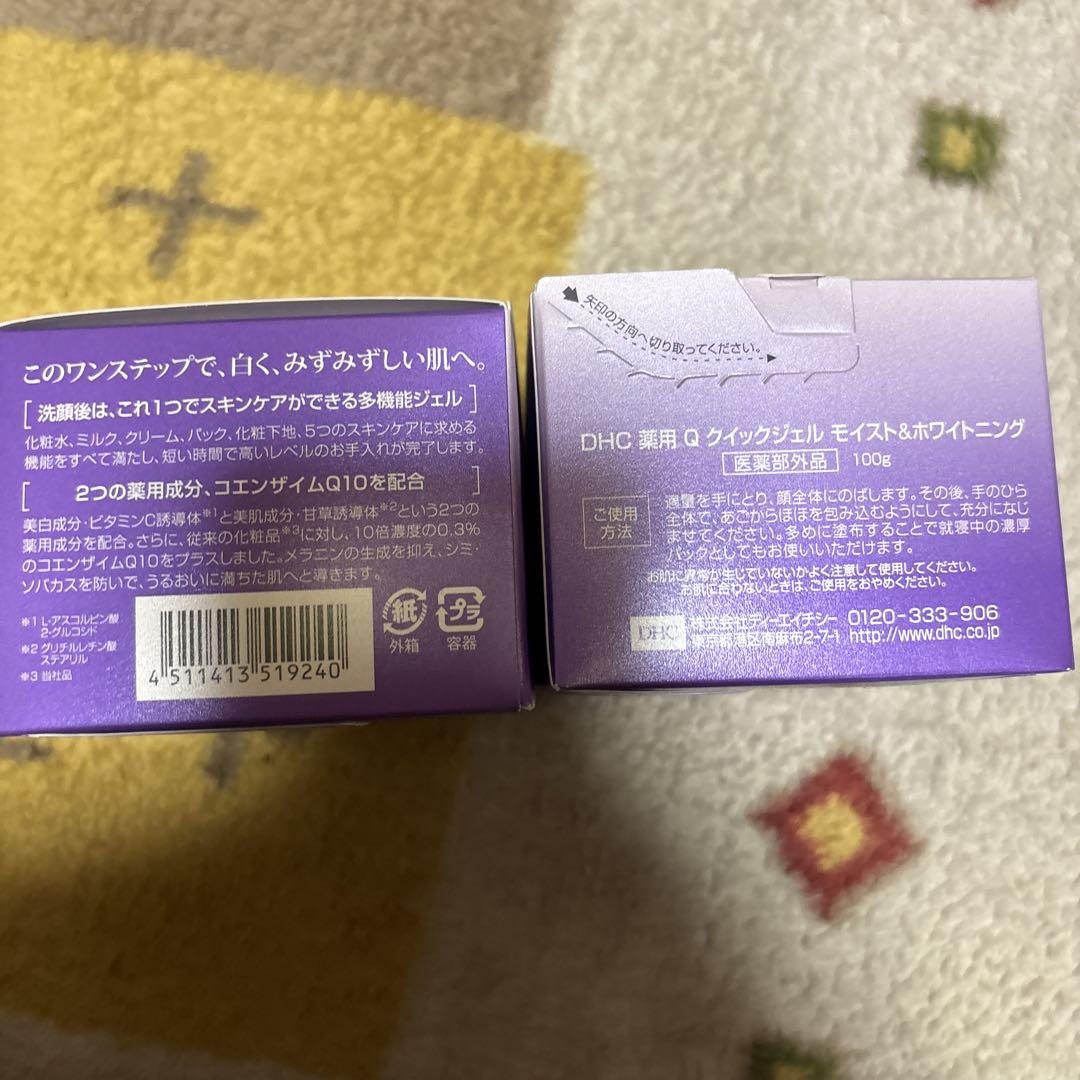 このワンステップで、白く、みずみずしい肌へ。
洗顔後は、これ1つでスキンケアができる多機能ジェル
化粧水、ミルク、クリーム、パック、化粧下地、5つのスキンケアに求める
機能をすべて満たし、短い時間で高いレベルのお手入れが完了します。
2つの薬用成分、コエンザイムQ10を配合
美白成分・ビタミンC誘導体※1と美肌成分・甘草誘導体※2という2つの
薬用成分を配合。さらに、従来の化粧品※3に対し、10倍濃度の0.3%
のコエンザイムQ10をプラスしました。メラニンの生成を抑え、シミ・
ソバカスを防いで、うるおいに満ちた肌へと導きます。
※1 L-アスコルビン酸
2-グルコシド
※2 グリチルレチン酸
ステアリル
※3 当社品
4 511413 519240
紙
外箱
プラ
容器
矢印の方向へ切り取ってください。
DHC 薬用 Q クイックジェル モイスト&ホワイトニング
医薬部外品 100g
ご使用
方法
適量を手にとり、顔全体にのばします。その後、手のひら
全体で、あごからほほを包み込むようにして、充分になじ
ませてください。多めに塗布することで就寝中の濃厚
パックとしてもお使いいただけます。
お肌に異常が生じていないかよく注意して使用してください。
お肌に合わないときは、ご使用をおやめください。
DHC
株式会社ディーエイチシー 0120-333-906
東京都港区南麻布2-7-1 http://www.dhc.co.jp